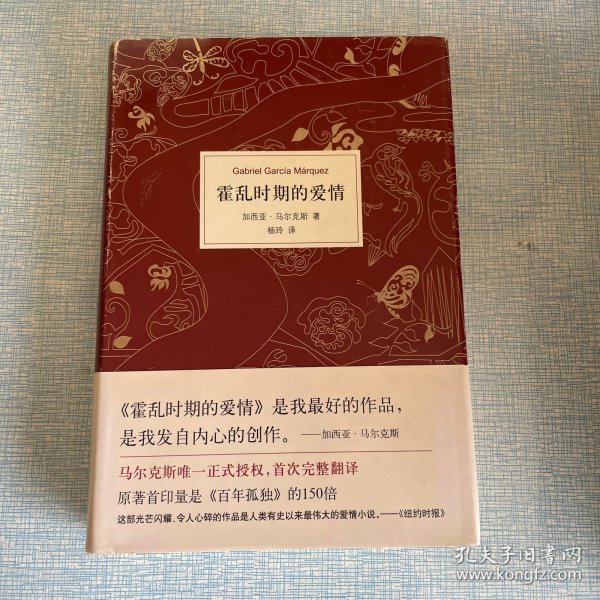 Gabriel García Márquez
霍乱时期的爱情
加西亚·马尔克斯 著
杨玲 译
《霍乱时期的爱情》是我最好的作品，
是我发自内心的创作。——加西亚·马尔克斯
马尔克斯唯一正式授权，首次完整翻译
原著首印量是《百年孤独》的150倍
这部光芒闪耀、令人心碎的作品是人类有史以来最伟大的爱情小说。——《纽约时报》
孔夫子旧书网
www.kongfz.com